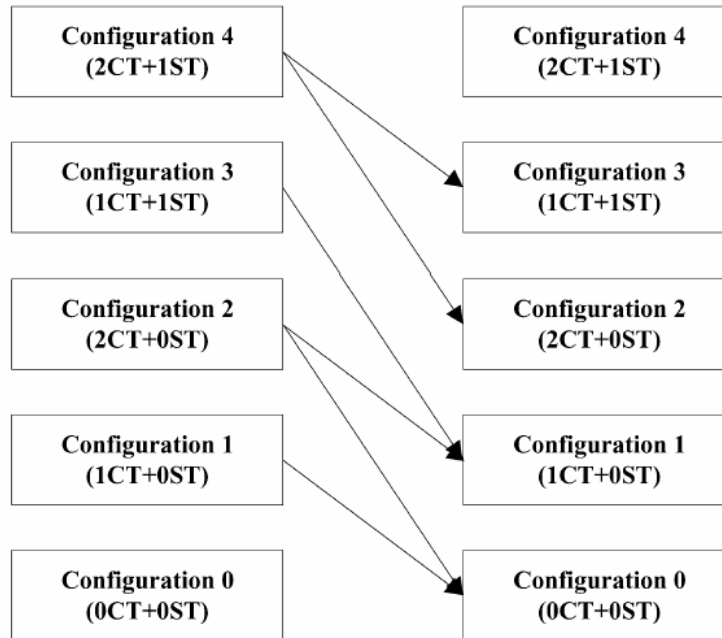 Configuration 4
(2CT+1ST)
Configuration 3
(1CT+1ST)
Configuration 2
(2CT+0ST)
Configuration 1
(1CT+0ST)
Configuration 0
(0CT+0ST)
Configuration 4
(2CT+1ST)
Configuration 3
(1CT+1ST)
Configuration 2
(2CT+0ST)
Configuration 1
(1CT+0ST)
Configuration 0
(0CT+0ST)